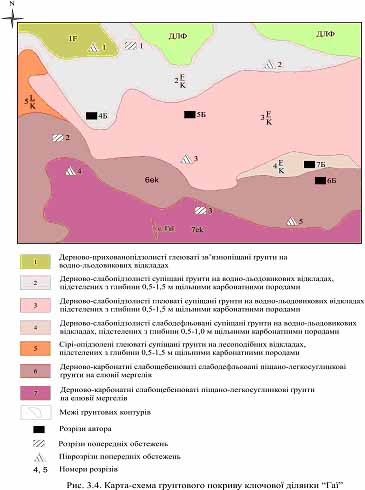 N
1F
ДЛФ
ДЛФ
4
1
2
2 F/K
5 L/K
4Б
5Б
3 F/K
2
3
4 F/K
7Б
6Б
4
6ek
3
7ek
5
1 Дерново-прихованопідзолисті глеюваті зв’язнопіщані ґрунти на
водно-льодовикових відкладах
2 Дерново-слабопідзолисті супіщані ґрунти на водно-льодовикових відкладах,
підстелених з глибини 0,5-1,5 м щільними карбонатними породами
3 Дерново-слабопідзолисті глеюваті супіщані ґрунти на водно-льодовикових відкладах
підстелених з глибини 0,5-1,5 м щільними карбонатними породами
4 Дерново-слабопідзолисті слабодефльовані супіщані ґрунти на водно-льодовикових
відкладах, підстелених з глибини 0,5-1,0 м щільними карбонатними породами
5 Сірі-опідзолені глеюваті супіщані ґрунти на лесоподібних відкладах,
підстелених з глибини 0,5-1,5 м щільними карбонатними породами
6 Дерново-карбонатні слабощебенюваті слабодефльовані піщано-легкосуглинкові
ґрунти на елювії мергелів
7 Дерново-карбонатні слабощебенюваті піщано-легкосуглинкові ґрунти
на елювії мергелів
Межі ґрунтових контурів
Розрізи автора
Розрізи попередніх обстежень
Півррозрізи попередніх обстежень
4, 5 Номери розрізів
Рис. 3.4. Карта-схема ґрунтового покриву ключової ділянки “Гаї”